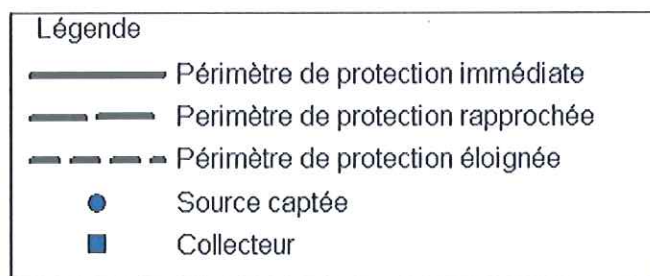 Légende
Périmètre de protection immédiate
Perimètre de protection rapprochée
Périmètre de protection éloignée
Source captée
Collecteur